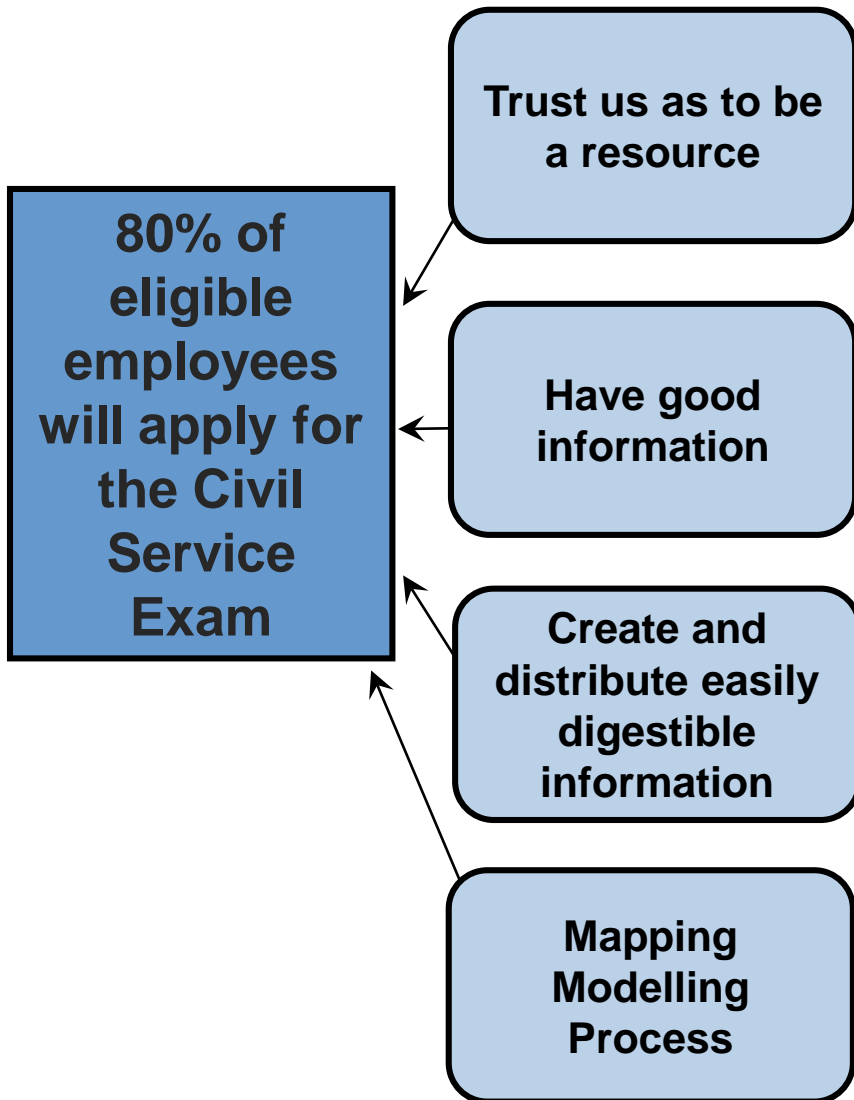 80% of
eligible
employees
will apply for
the Civil
Service
Exam
Trust us as to be
a resource
Have good
information
Create and
distribute easily
digestible
information
Mapping
Modelling
Process